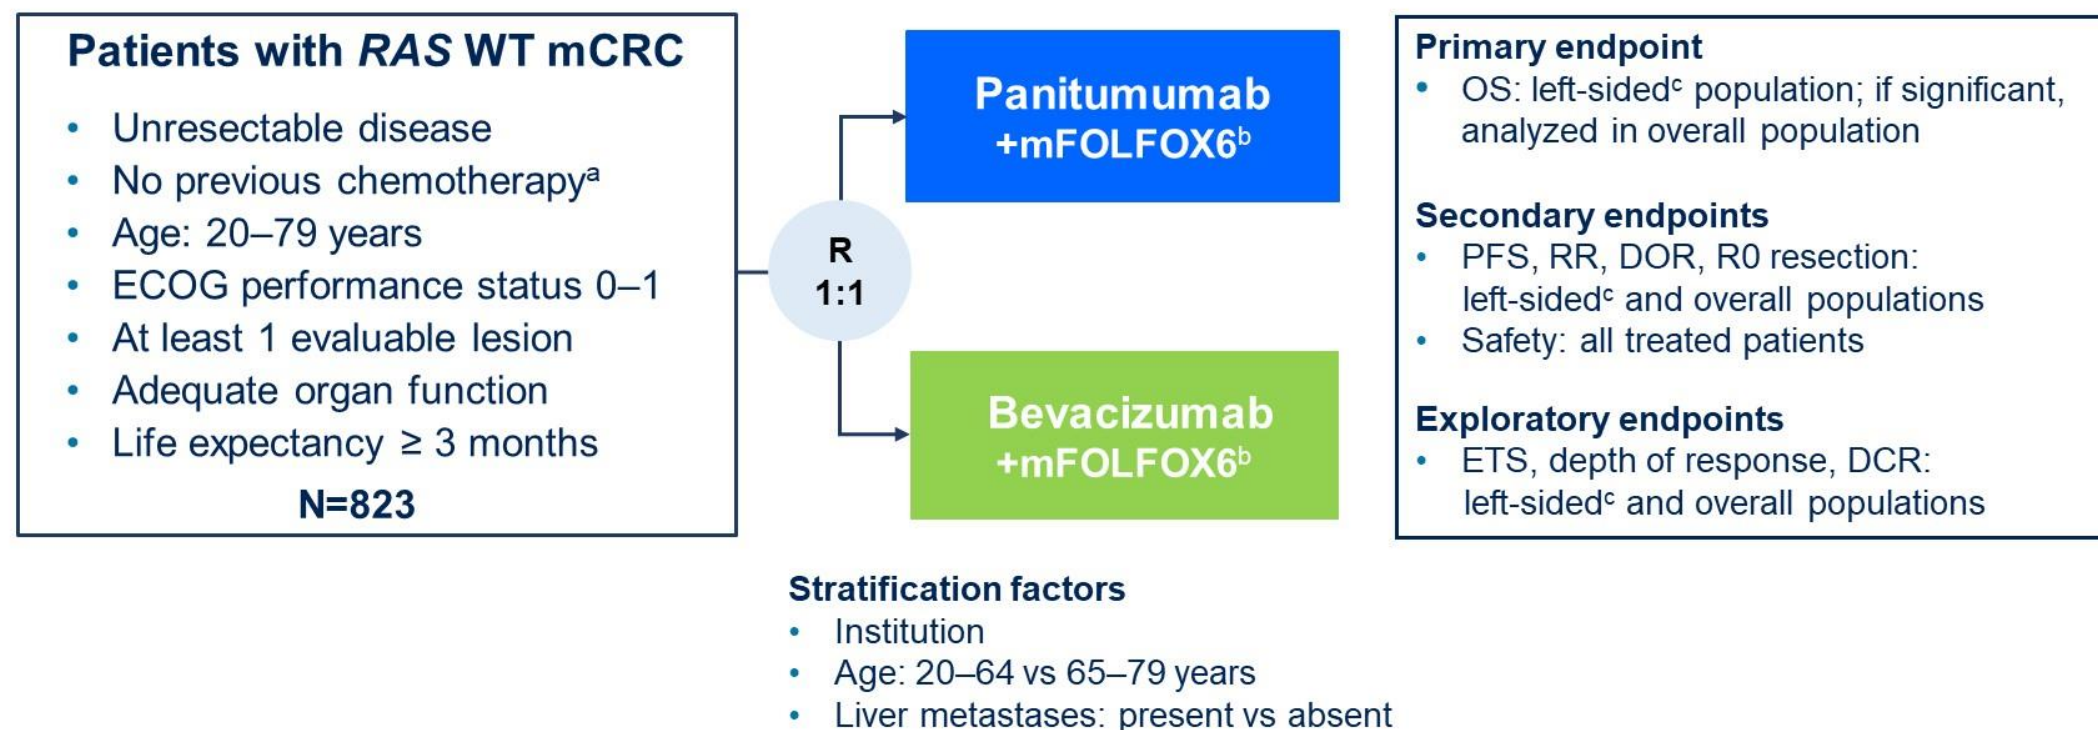 Patients with RAS WT mCRC
• Unresectable disease
• No previous chemotherapyᵃ
• Age: 20–79 years
• ECOG performance status 0–1
• At least 1 evaluable lesion
• Adequate organ function
• Life expectancy ≥ 3 months
N=823
R
1:1
Panitumumab
+mFOLFOX6ᵇ
Bevacizumab
+mFOLFOX6ᵇ
Primary endpoint
• OS: left-sidedᶜ population; if significant,
analyzed in overall population
Secondary endpoints
• PFS, RR, DOR, R0 resection:
left-sidedᶜ and overall populations
• Safety: all treated patients
Exploratory endpoints
• ETS, depth of response, DCR:
left-sidedᶜ and overall populations
Stratification factors
• Institution
• Age: 20–64 vs 65–79 years
• Liver metastases: present vs absent